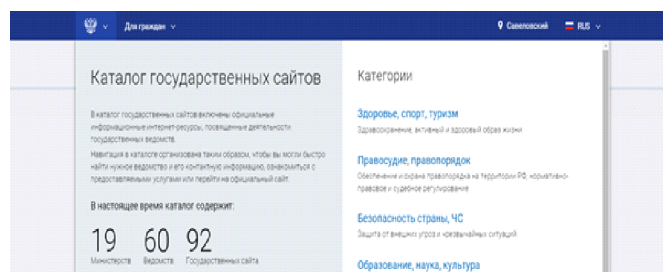 Для граждан
Савеловский
RUS
Каталог государственных сайтов
В каталог государственных сайтов включены официальные
информационные интернет-ресурсы, посвященные деятельности
государственных ведомств.
Навигация в каталоге организована таким образом, чтобы вы могли быстро
найти нужное ведомство и его контактную информацию, ознакомиться с
предоставляемыми услугами или перейти на официальный сайт.
В настоящее время каталог содержит:
19 60 92
Министерств Ведомств Государственных сайта
Категории
Здоровье, спорт, туризм
Здравоохранение, активный и здоровый образ жизни
Правосудие, правопорядок
Обеспечение и охрана правопорядка на территории РФ, нормативно-
правовое и судебное регулирование
Безопасность страны, ЧС
Защита от внешних угроз и чрезвычайных ситуаций
Образование, наука, культура